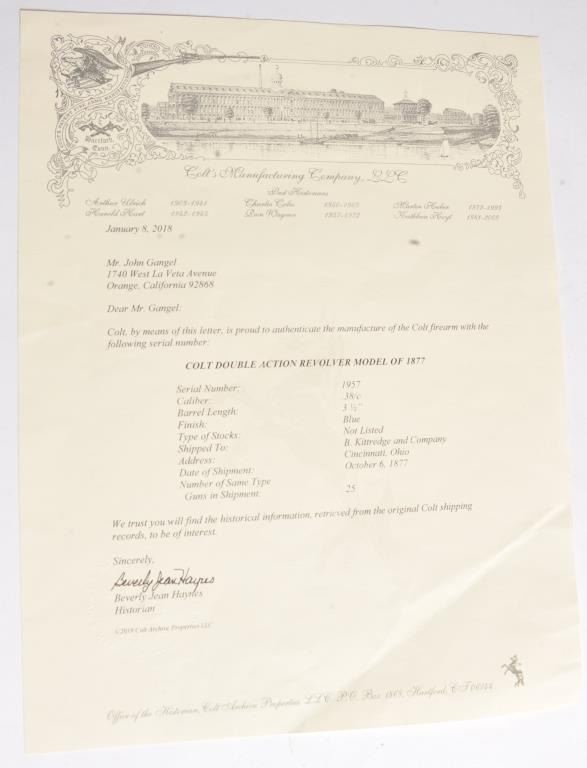 Hartford,
Conn.
Colt's Manufacturing Company, LLC
Past Historians
Arthur Ulrich 1903-1944 Charles Coles 1960-1965 Martin Huber 1973-1995
Harold Hart 1945-1965 Ron Wagner 1957-1972 Kathleen Hoyt
January 8, 2018
Mr. John Gangel
1740 West La Veta Avenue
Orange, California 92868
Dear Mr. Gangel:
Colt, by means of this letter, is proud to authenticate the manufacture of the Colt firearm with the
following serial number:
COLT DOUBLE ACTION REVOLVER MODEL OF 1877
Serial Number: 1957
Caliber: .38/c
Barrel Length: 3 ½"
Finish: Blue
Type of Stocks: Not Listed
Shipped To: B. Kittredge and Company
Address: Cincinnati, Ohio
Date of Shipment: October 6, 1877
Number of Same Type
Guns in Shipment: 25
We trust you will find the historical information, retrieved from the original Colt shipping
records, to be of interest.
Sincerely,
Beverly Jean Haynes
Beverly Jean Haynes
Historian
©2018 Colt Archive Properties LLC
Office of the Historian, Colt Archive Properties LLC P.O. Box 1868, Hartford, CT 06144